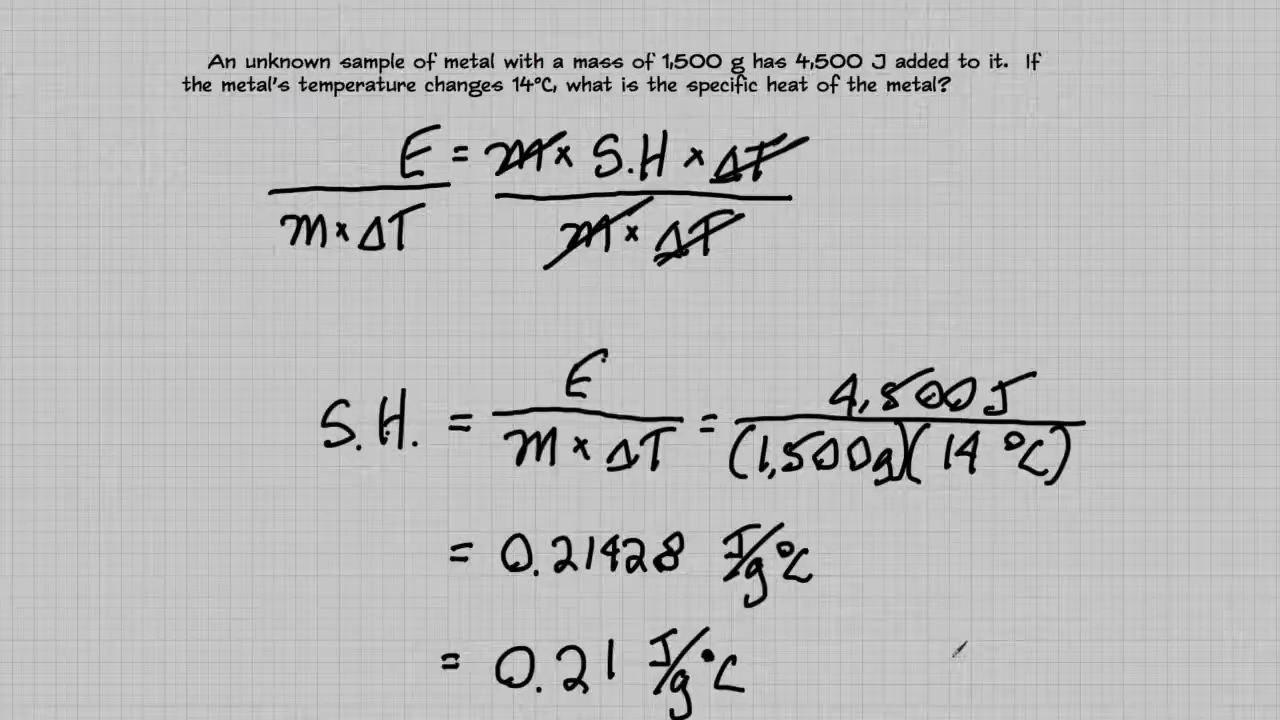 An unknown sample of metal with a mass of 1,500 g has 4,500 J added to it. If
the metal's temperature changes 14°C, what is the specific heat of the metal?
E = m × S.H × ΔT
m × ΔT m × ΔT
S.H. = E / m × ΔT = 4,500 J / (1,500g)(14 °C)
= 0.21428 J/g°C
= 0.21 J/g°C